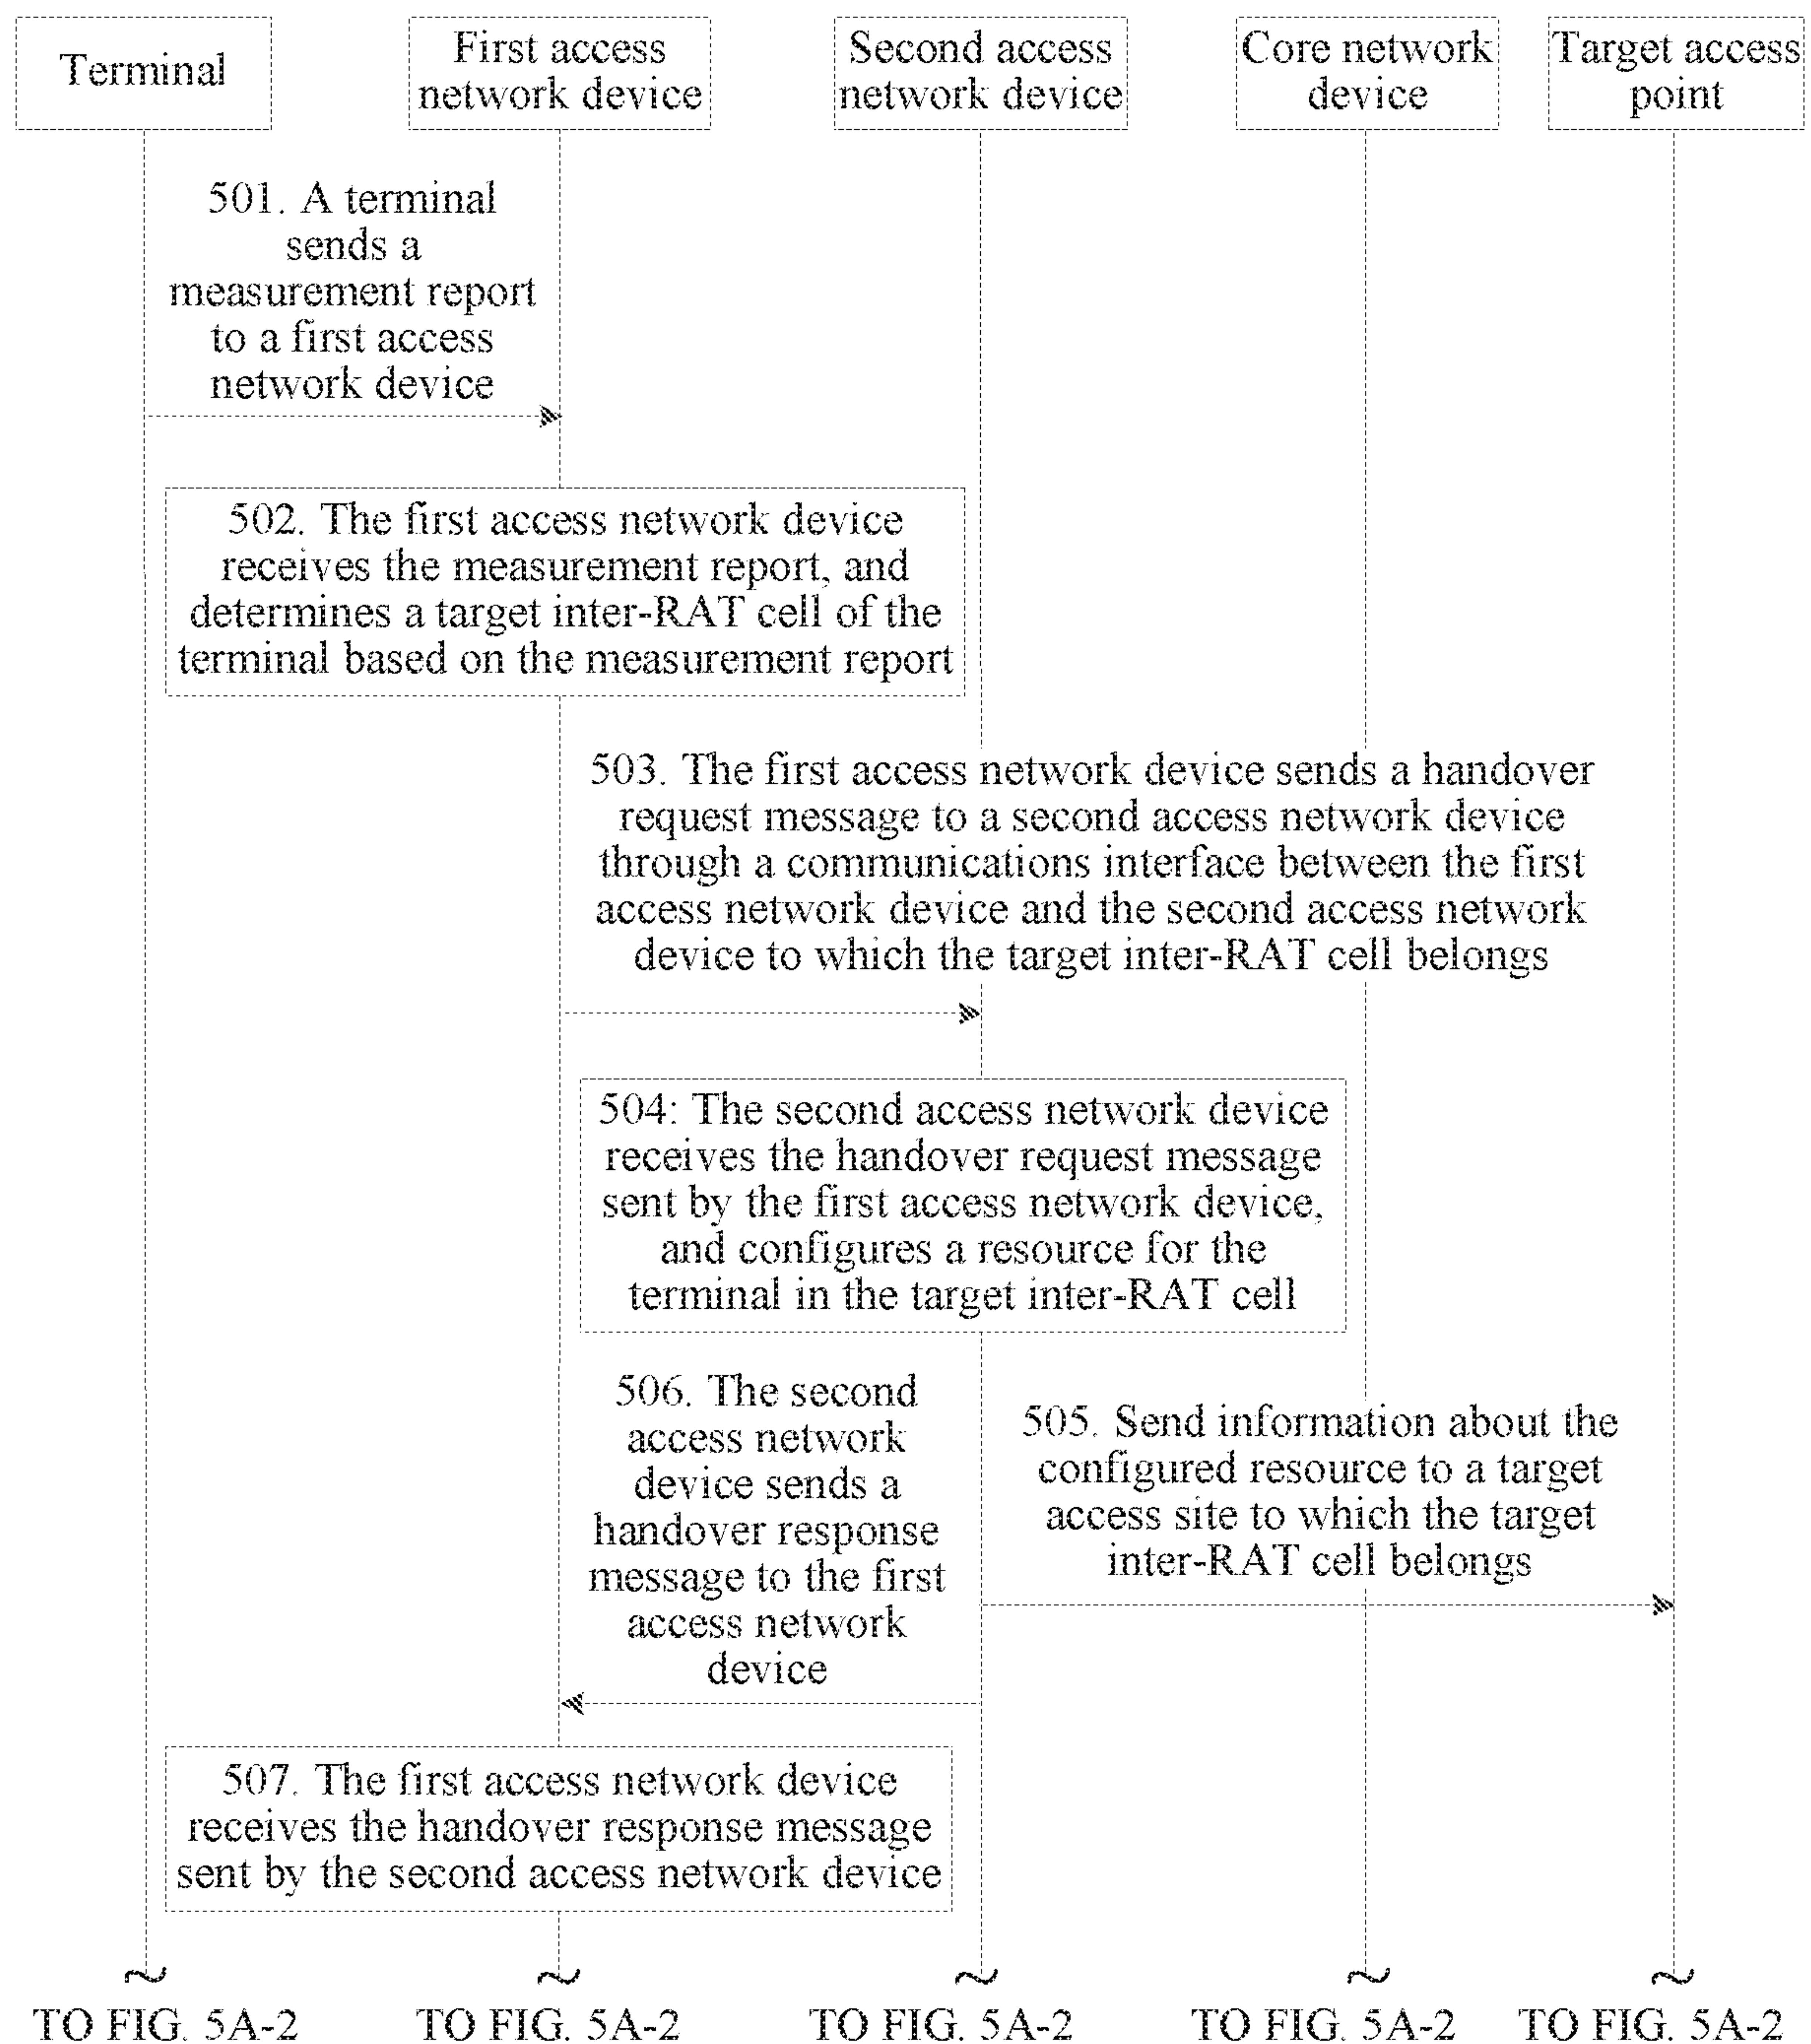 Terminal
First access
network device
Second access
network device
Core network
device
Target access
point
501. A terminal
sends a
measurement report
to a first access
network device
502. The first access network device
receives the measurement report, and
determines a target inter-RAT cell of the
terminal based on the measurement report
503. The first access network device sends a handover
request message to a second access network device
through a communications interface between the first
access network device and the second access network
device to which the target inter-RAT cell belongs
504: The second access network device
receives the handover request message
sent by the first access network device,
and configures a resource for the
terminal in the target inter-RAT cell
506. The second
access network
device sends a
handover response
message to the first
access network
device
505. Send information about the
configured resource to a target
access site to which the target
inter-RAT cell belongs
507. The first access network device
receives the handover response message
sent by the second access network device
TO FIG. 5A-2
TO FIG. 5A-2
TO FIG. 5A-2
TO FIG. 5A-2
TO FIG. 5A-2